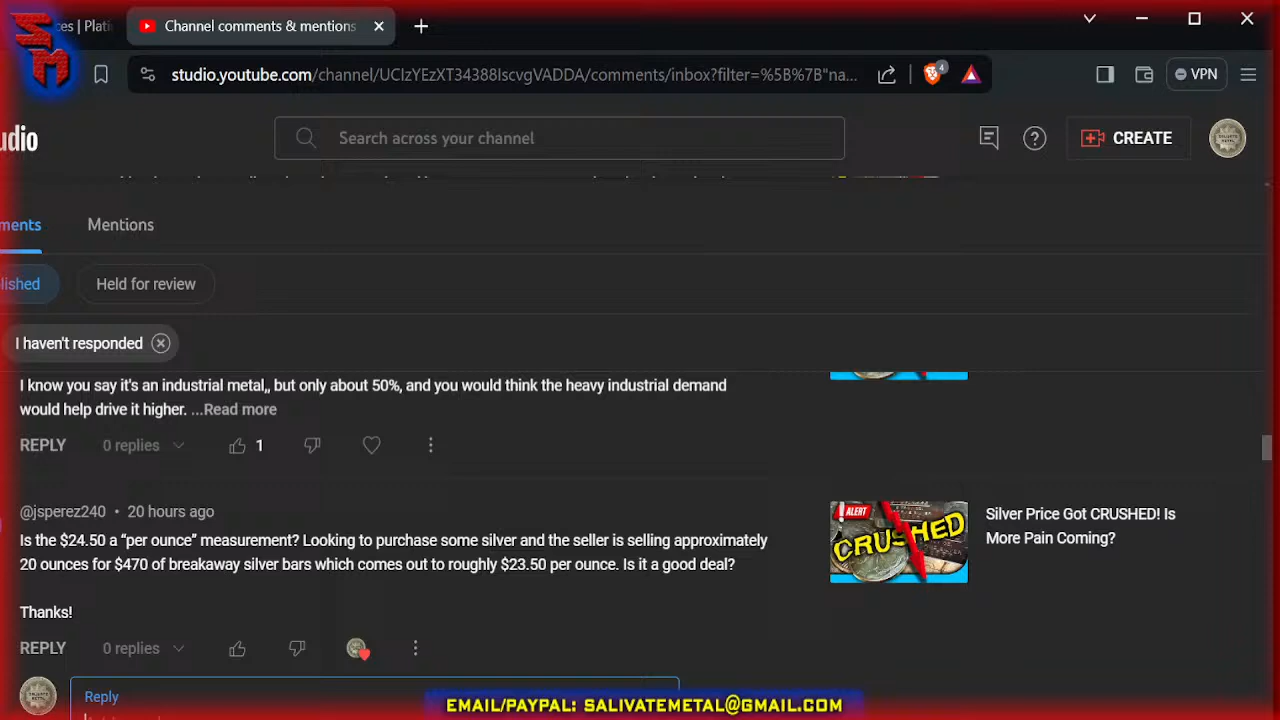 SM
ces | Plati
Channel comments & mentions
studio.youtube.com/channel/UCIzYEzXT34388IscvgVADDA/comments/inbox?filter=%5B%7B"na...
4
VPN
udio
Search across your channel
CREATE
ments
Mentions
lished
Held for review
I haven't responded
I know you say it's an industrial metal,, but only about 50%, and you would think the heavy industrial demand
would help drive it higher. ...Read more
REPLY 0 replies 1
@jsperez240 • 20 hours ago
Is the $24.50 a “per ounce” measurement? Looking to purchase some silver and the seller is selling approximately
20 ounces for $470 of breakaway silver bars which comes out to roughly $23.50 per ounce. Is it a good deal?
Thanks!
ALERT
CRUSHED
Silver Price Got CRUSHED! Is
More Pain Coming?
REPLY 0 replies
Reply
EMAIL/PAYPAL: SALIVATEMETAL@GMAIL.COM